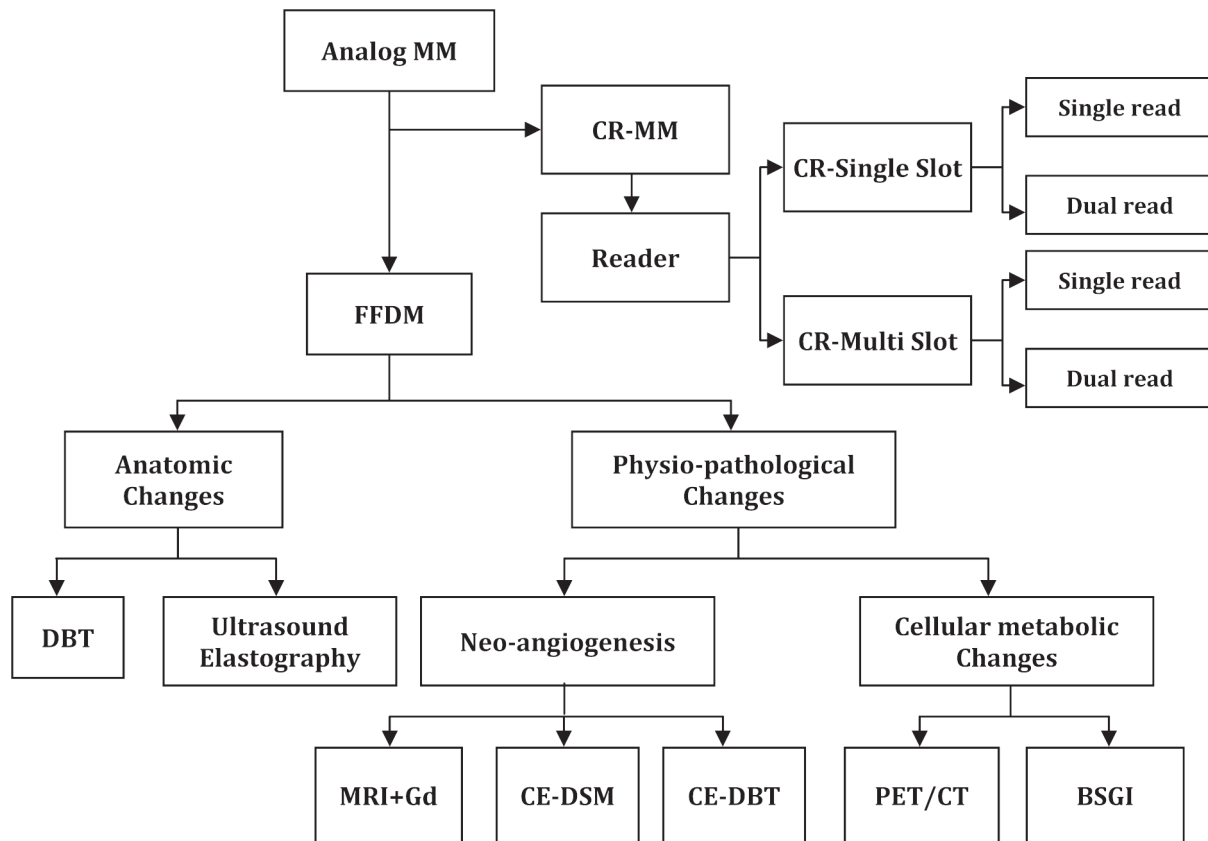 Analog MM
CR-MM
Reader
CR-Single Slot
Single read
Dual read
CR-Multi Slot
Single read
Dual read
FFDM
Anatomic
Changes
Physio-pathological
Changes
DBT
Ultrasound
Elastography
Neo-angiogenesis
Cellular metabolic
Changes
MRI+Gd
CE-DSM
CE-DBT
PET/CT
BSGI